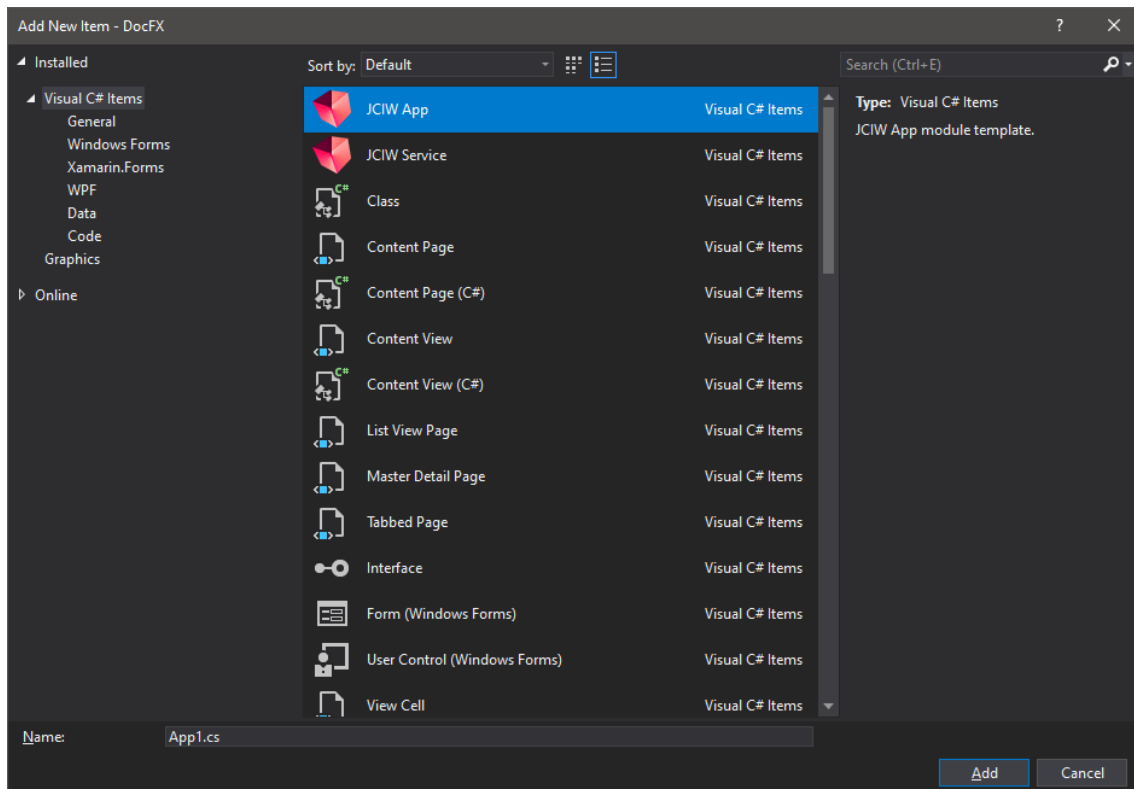 Add New Item - DocFX
? ✕
Installed
Visual C# Items
General
Windows Forms
Xamarin.Forms
WPF
Data
Code
Graphics
Online
Sort by: Default
JCIW App Visual C# Items
JCIW Service Visual C# Items
C# Class Visual C# Items
Content Page Visual C# Items
C# Content Page (C#) Visual C# Items
Content View Visual C# Items
C# Content View (C#) Visual C# Items
List View Page Visual C# Items
Master Detail Page Visual C# Items
Tabbed Page Visual C# Items
Interface Visual C# Items
Form (Windows Forms) Visual C# Items
User Control (Windows Forms) Visual C# Items
View Cell Visual C# Items
Search (Ctrl+E)
Type: Visual C# Items
JCIW App module template.
Name: App1.cs
Add Cancel